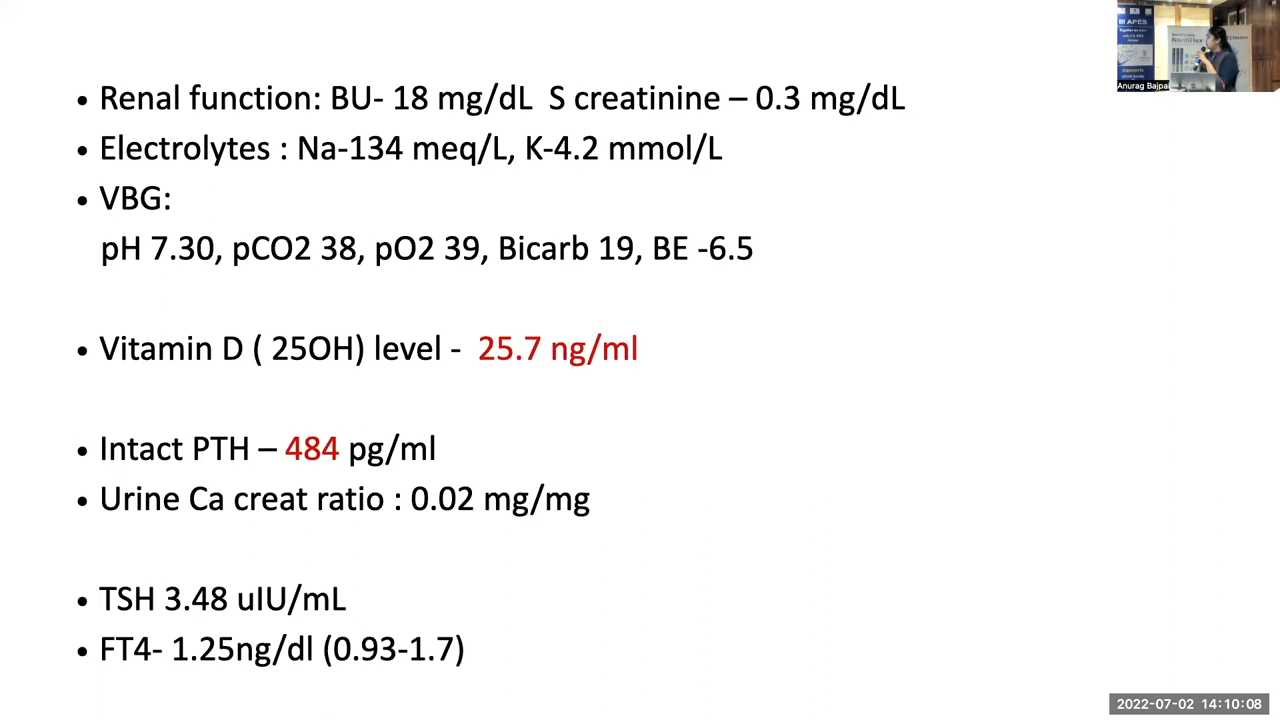 • Renal function: BU- 18 mg/dL  S creatinine – 0.3 mg/dL
• Electrolytes : Na-134 meq/L, K-4.2 mmol/L
• VBG:
pH 7.30, pCO2 38, pO2 39, Bicarb 19, BE -6.5
• Vitamin D ( 25OH) level -  25.7 ng/ml
• Intact PTH – 484 pg/ml
• Urine Ca creat ratio : 0.02 mg/mg
• TSH 3.48 uIU/mL
• FT4- 1.25ng/dl (0.93-1.7)
APES
Anurag Bajpai
2022-07-02  14:10:08